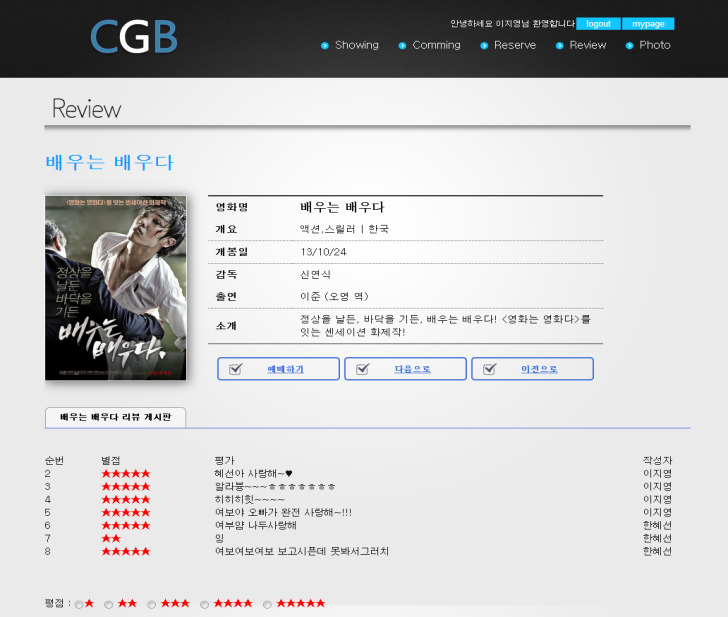 CGB
안녕하세요 이지영님 환영합니다 logout mypage
Showing Comming Reserve Review Photo
Review
배우는 배우다
<영화는 영화다>를 잇는 센세이션 화제작
정상을
날든
바닥을
기든
배우는
배우다.
영화명 배우는 배우다
개요 액션,스릴러 | 한국
개봉일 13/10/24
감독 신연식
출연 이준 (오영 역)
소개 정상을 날든, 바닥을 기든, 배우는 배우다! <영화는 영화다>를
잇는 센세이션 화제작!
예매하기 다음으로 이전으로
배우는 배우다 리뷰 게시판
순번 별점 평가 작성자
2 ★★★★★ 혜선아 사랑해~♥ 이지영
3 ★★★★★ 알라븅~~~ㅎㅎㅎㅎㅎㅎㅎ 이지영
4 ★★★★★ 히히히힛~~~~ 이지영
5 ★★★★★ 여보야 오빠가 완전 사랑해~!!! 이지영
6 ★★★★★ 여부얌 나두사랑해 한혜선
7 ★★ 잉 한혜선
8 ★★★★★ 여보여보여보 보고시픈데 못봐서그러치 한혜선
평점 : ★ ★★ ★★★ ★★★★ ★★★★★